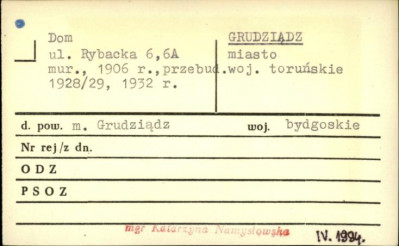 Dom
ul. Rybacka 6,6A
mur., 1906 r.,przebud.
1928/29, 1932 r.
GRUDZIĄDZ
miasto
woj. toruńskie
d. pow. m. Grudziądz woj. bydgoskie
Nr rej/z dn.
ODZ
PSOZ
mgr Katarzyna Namysłowska
IV. 1994.